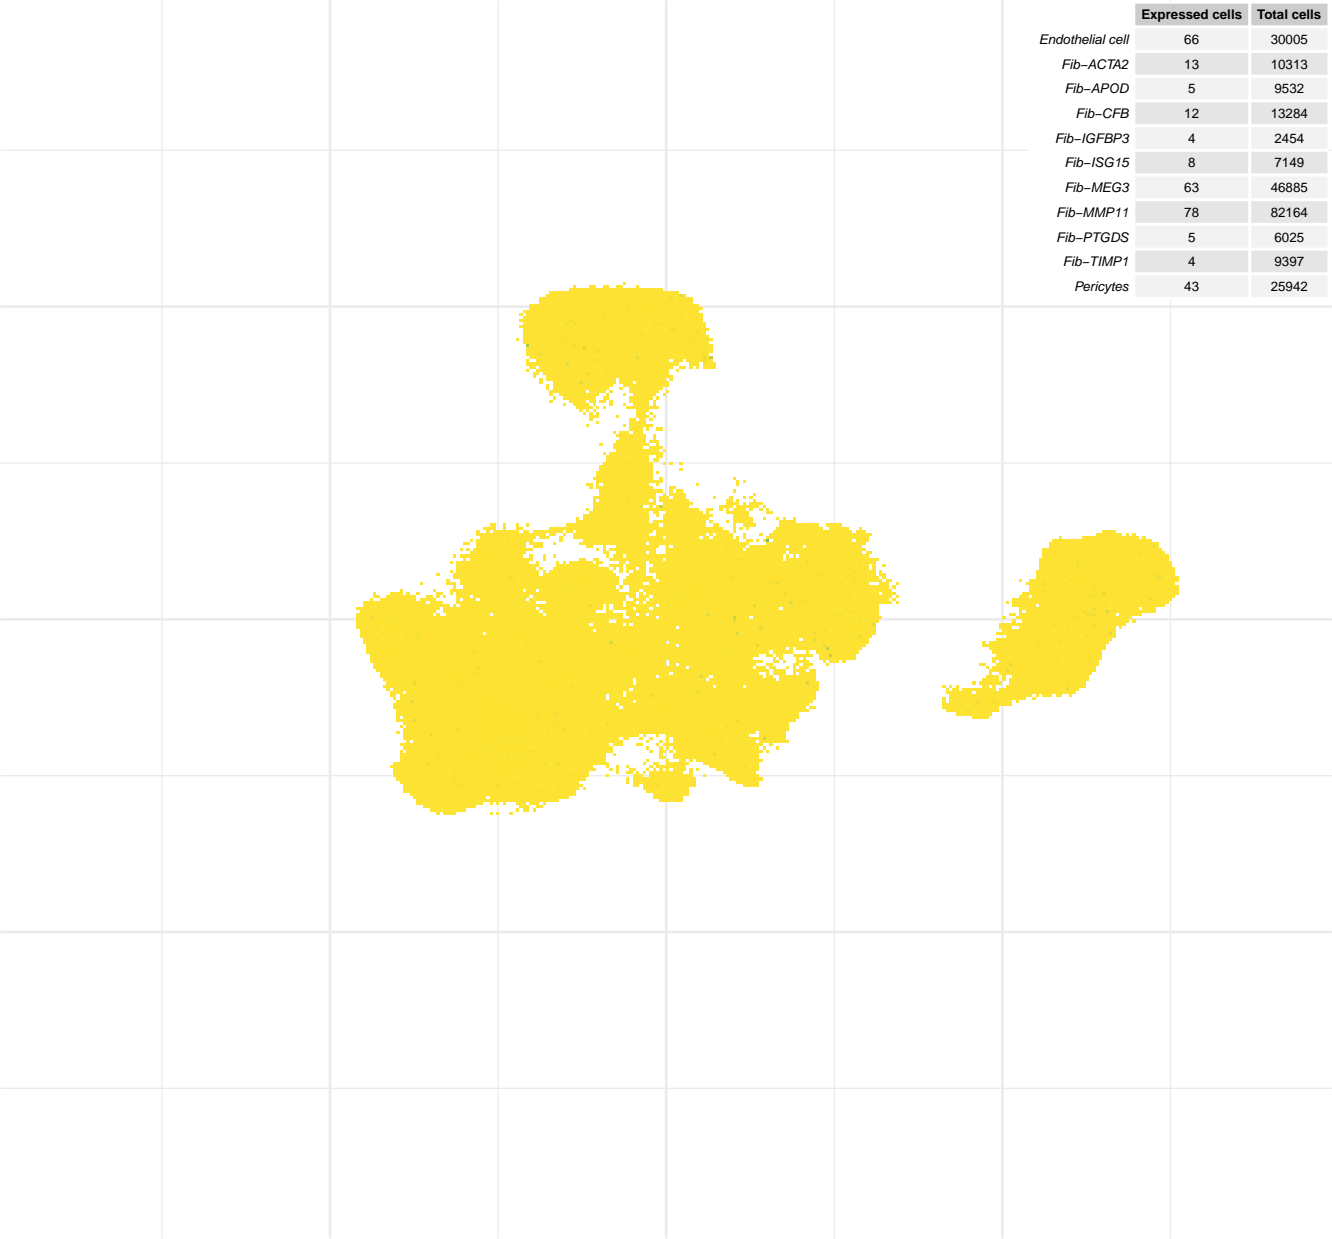 Expressed cells Total cells
Endothelial cell 66 30005
Fib−ACTA2 13 10313
Fib−APOD 5 9532
Fib−CFB 12 13284
Fib−IGFBP3 4 2454
Fib−ISG15 8 7149
Fib−MEG3 63 46885
Fib−MMP11 78 82164
Fib−PTGDS 5 6025
Fib−TIMP1 4 9397
Pericytes 43 25942